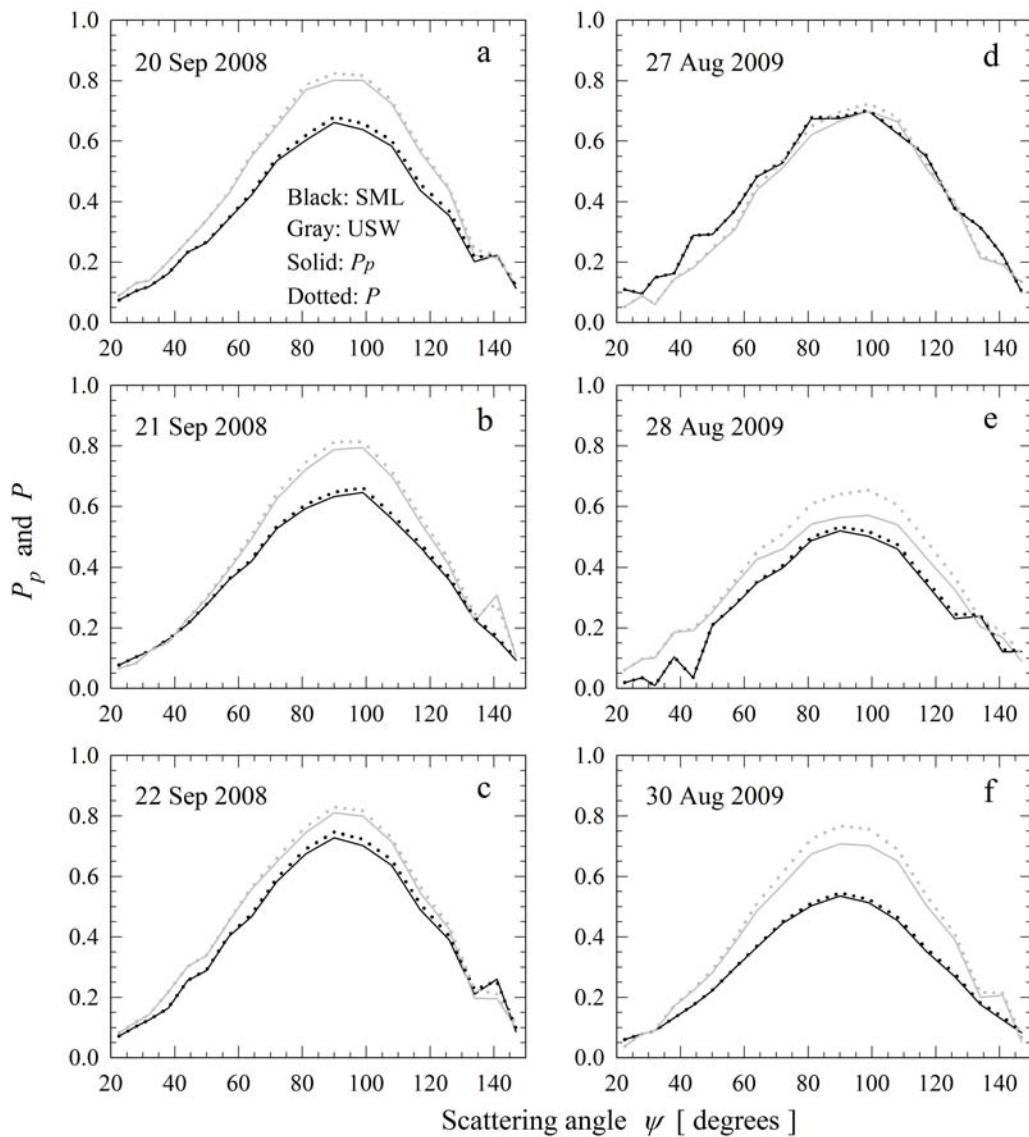 1.0
0.8
0.6
0.4
0.2
0.0
20 Sep 2008
a
Black: SML
Gray: USW
Solid: Pp
Dotted: P
20 40 60 80 100 120 140
27 Aug 2009
d
20 40 60 80 100 120 140
1.0
0.8
0.6
0.4
0.2
0.0
1.0
0.8
0.6
0.4
0.2
0.0
21 Sep 2008
b
20 40 60 80 100 120 140
1.0
0.8
0.6
0.4
0.2
0.0
28 Aug 2009
e
20 40 60 80 100 120 140
1.0
0.8
0.6
0.4
0.2
0.0
22 Sep 2008
c
20 40 60 80 100 120 140
1.0
0.8
0.6
0.4
0.2
0.0
30 Aug 2009
f
20 40 60 80 100 120 140
Pp and P
Scattering angle ψ [ degrees ]